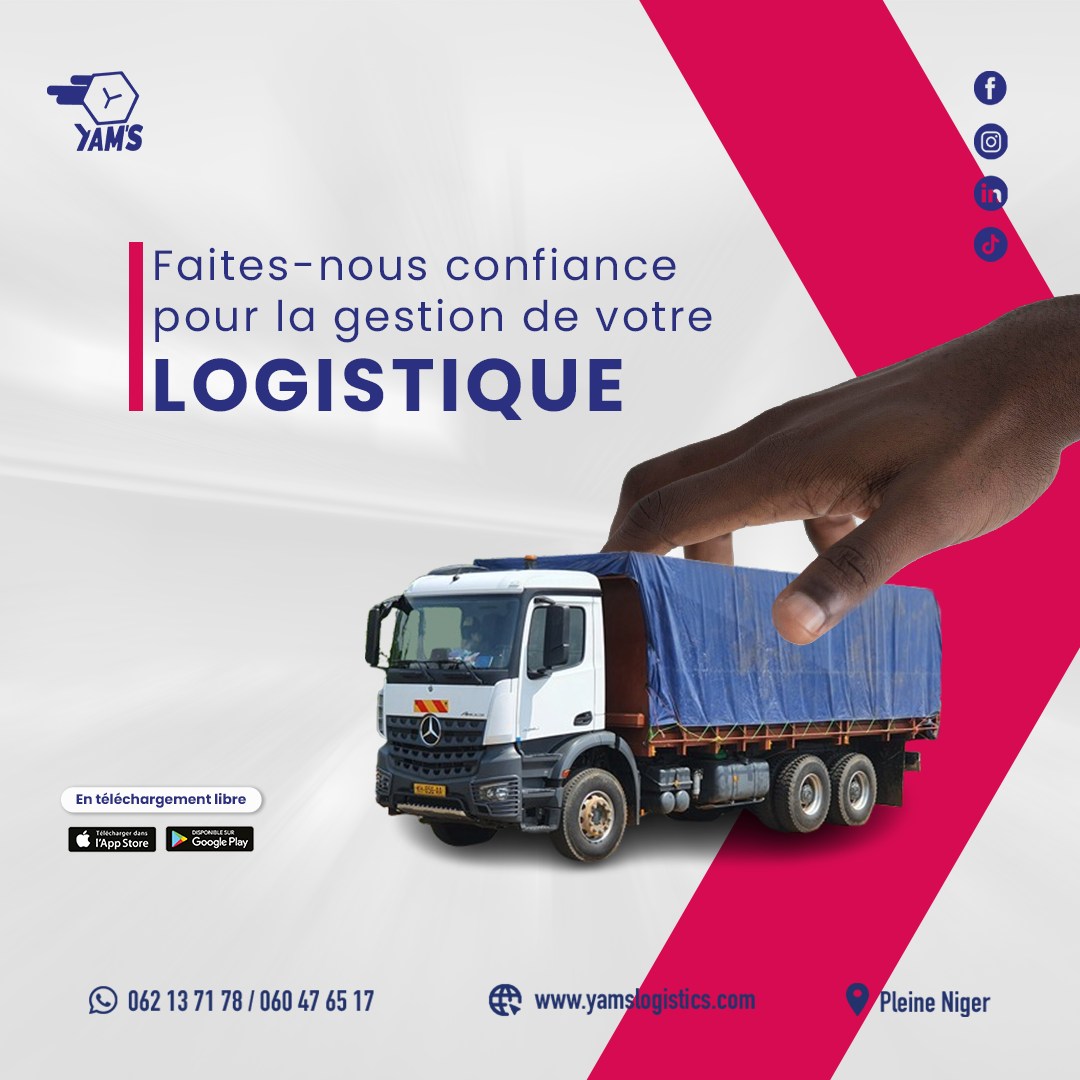 YAM'S
Faites-nous confiance
pour la gestion de votre
LOGISTIQUE
En téléchargement libre
Télécharger dans
l'App Store
DISPONIBLE SUR
Google Play
062 13 71 78 / 060 47 65 17
www.yamslogistics.com
Pleine Niger